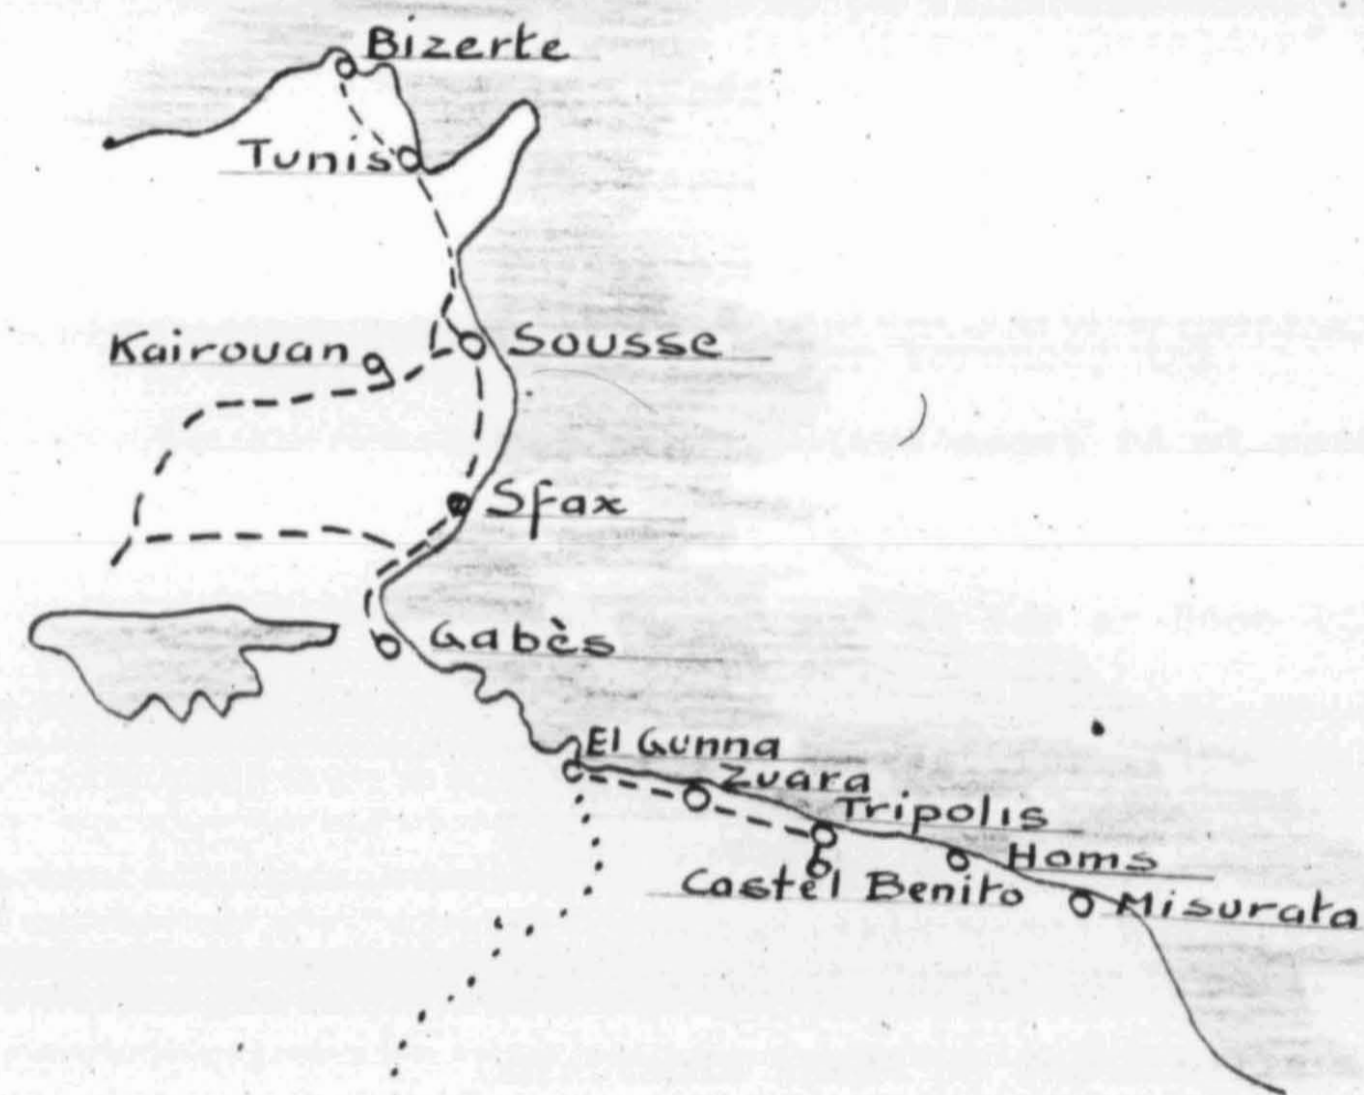 Bizerte
Tunis
Kairouan
Sousse
Sfax
Gabès
El Gunna
Zuara
Tripolis
Homs
Castel Benito
Misurata